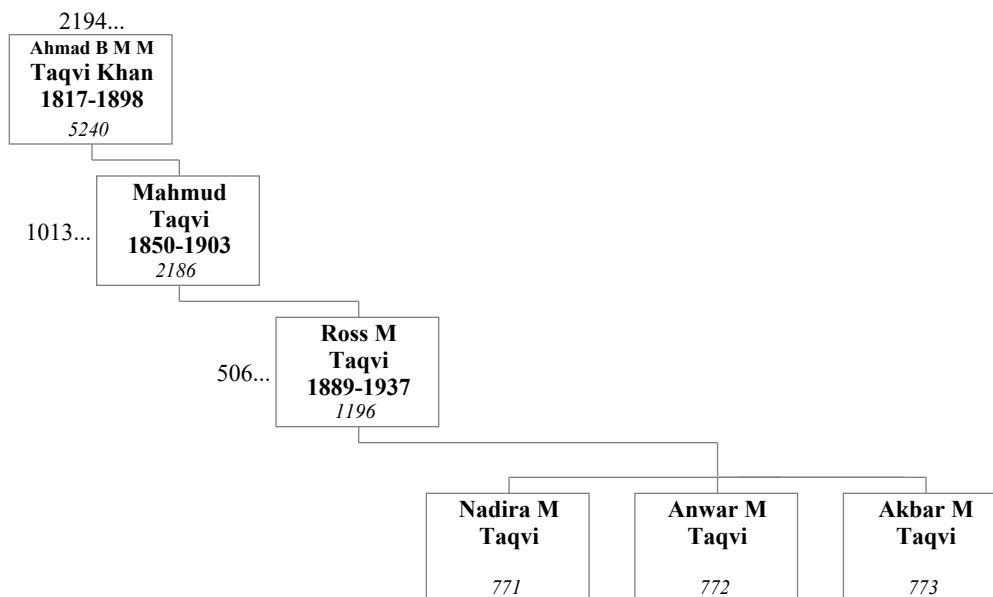 2194...
Ahmad B M M
Taqvi Khan
1817-1898
5240
Mahmud
Taqvi
1013...
1850-1903
2186
Ross M
Taqvi
506...
1889-1937
1196
Nadira M
Taqvi
771
Anwar M
Taqvi
772
Akbar M
Taqvi
773